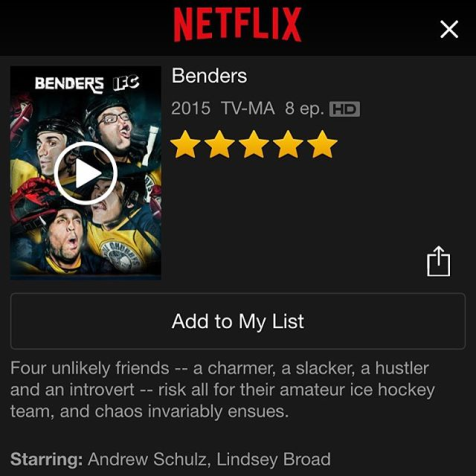 NETFLIX
BENDERS IFC
Benders
2015 TV-MA 8 ep. HD
Add to My List
Four unlikely friends -- a charmer, a slacker, a hustler
and an introvert -- risk all for their amateur ice hockey
team, and chaos invariably ensues.
Starring: Andrew Schulz, Lindsey Broad